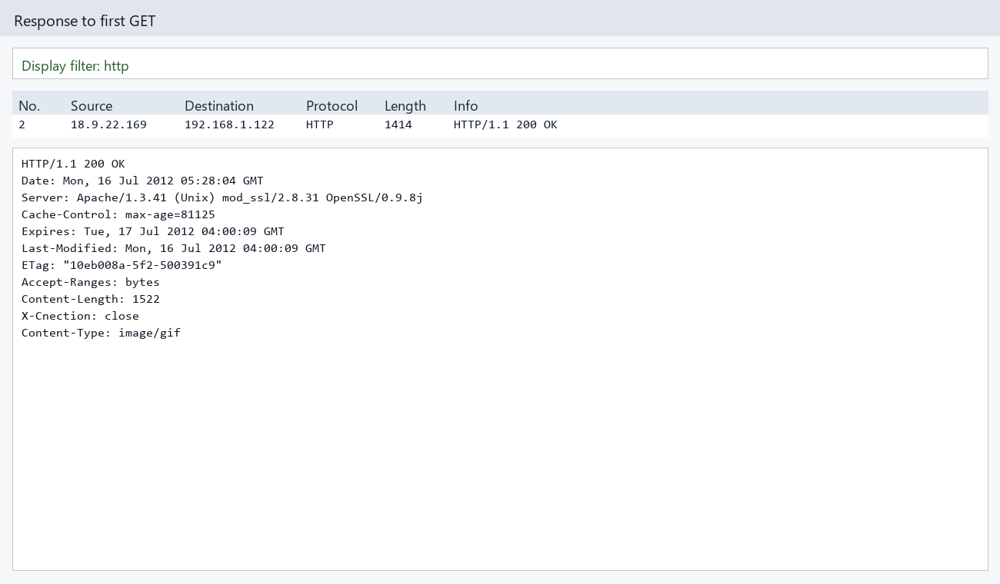 Response to first GET
Display filter: http
No. Source Destination Protocol Length Info
2 18.9.22.169 192.168.1.122 HTTP 1414 HTTP/1.1 200 OK
HTTP/1.1 200 OK
Date: Mon, 16 Jul 2012 05:28:04 GMT
Server: Apache/1.3.41 (Unix) mod_ssl/2.8.31 OpenSSL/0.9.8j
Cache-Control: max-age=81125
Expires: Tue, 17 Jul 2012 04:00:09 GMT
Last-Modified: Mon, 16 Jul 2012 04:00:09 GMT
ETag: "10eb008a-5f2-500391c9"
Accept-Ranges: bytes
Content-Length: 1522
X-Cnection: close
Content-Type: image/gif